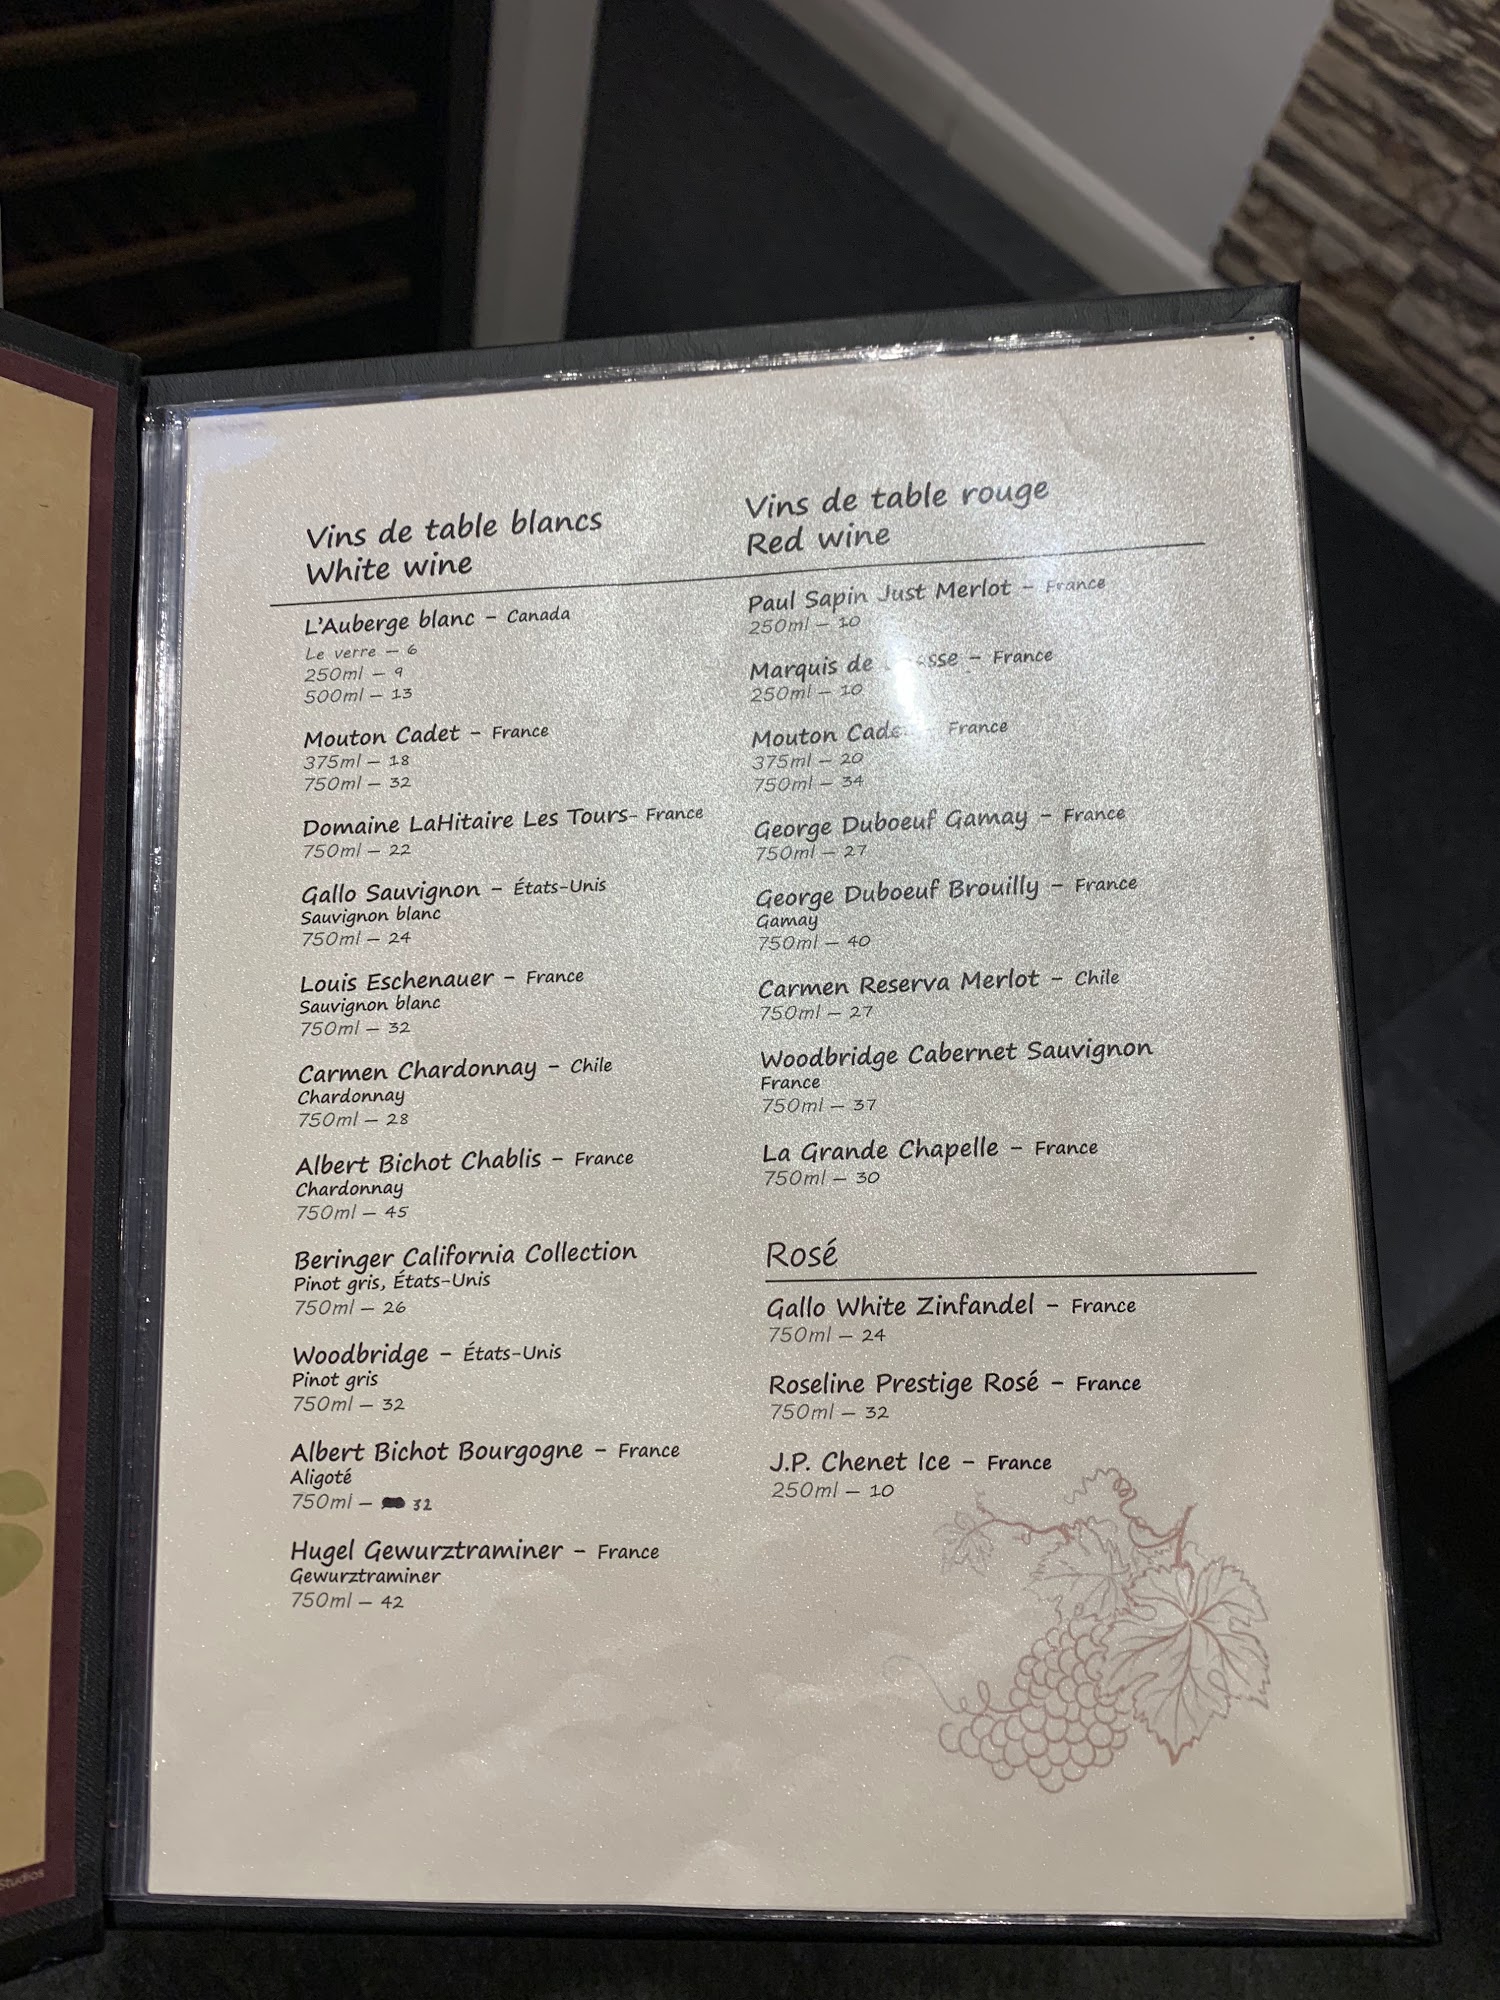 Vins de table blancs
White wine
L'Auberge blanc – Canada
Le verre – 6
250ml – 9
500ml – 13
Mouton Cadet – France
375ml – 18
750ml – 32
Domaine LaHitaire Les Tours- France
750ml – 22
Gallo Sauvignon – États-Unis
Sauvignon blanc
750ml – 24
Louis Eschenauer – France
Sauvignon blanc
750ml – 32
Carmen Chardonnay – Chile
Chardonnay
750ml – 28
Albert Bichot Chablis – France
Chardonnay
750ml – 45
Beringer California Collection
Pinot gris, États-Unis
750ml – 26
Woodbridge – États-Unis
Pinot gris
750ml – 32
Albert Bichot Bourgogne – France
Aligoté
750ml – 32
Hugel Gewurztraminer – France
Gewurztraminer
750ml – 42
Vins de table rouge
Red wine
Paul Sapin Just Merlot – France
250ml – 10
Marquis de – France
250ml – 10
Mouton France
375ml – 20
750ml – 34
George Duboeuf Gamay – France
750ml – 27
George Duboeuf Brouilly – France
Gamay
750ml – 40
Carmen Reserva Merlot – Chile
750ml – 27
Woodbridge Cabernet Sauvignon
France
750ml – 37
La Grande Chapelle – France
750ml – 30
Rosé
Gallo White Zinfandel – France
750ml – 24
Roseline Prestige Rosé – France
750ml – 32
J.P. Chenet Ice – France
250ml – 10
Studios